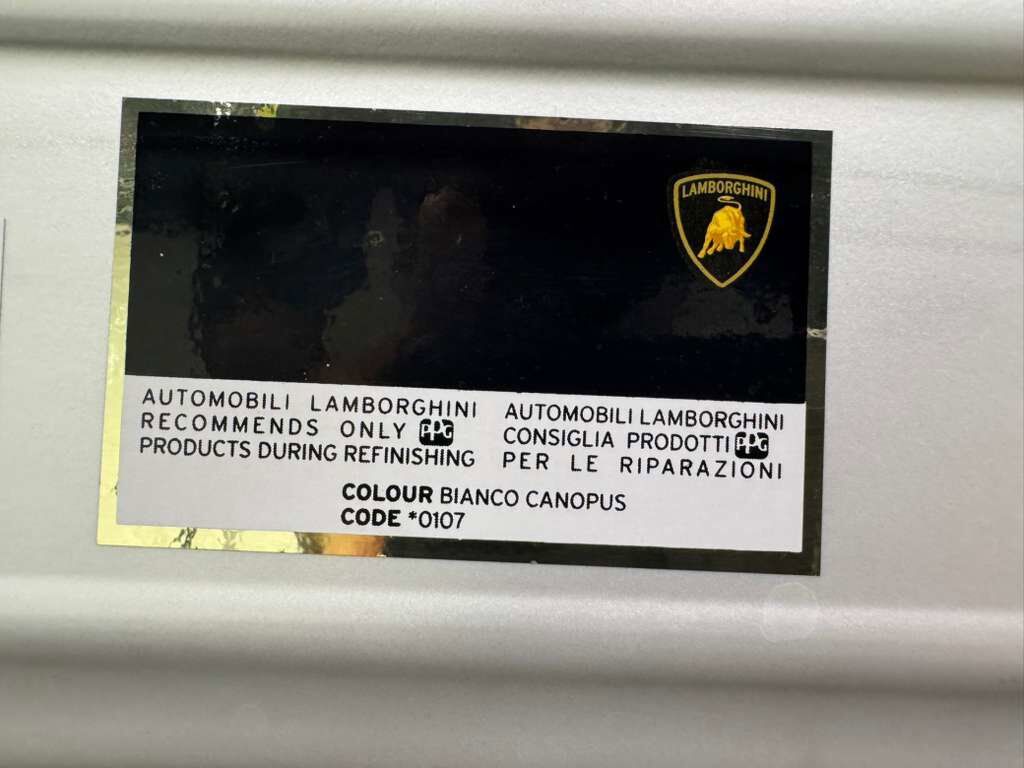 LAMBORGHINI
AUTOMOBILI LAMBORGHINI
RECOMMENDS ONLY PPG
PRODUCTS DURING REFINISHING
AUTOMOBILI LAMBORGHINI
CONSIGLIA PRODOTTI PPG
PER LE RIPARAZIONI
COLOUR BIANCO CANOPUS
CODE *0107